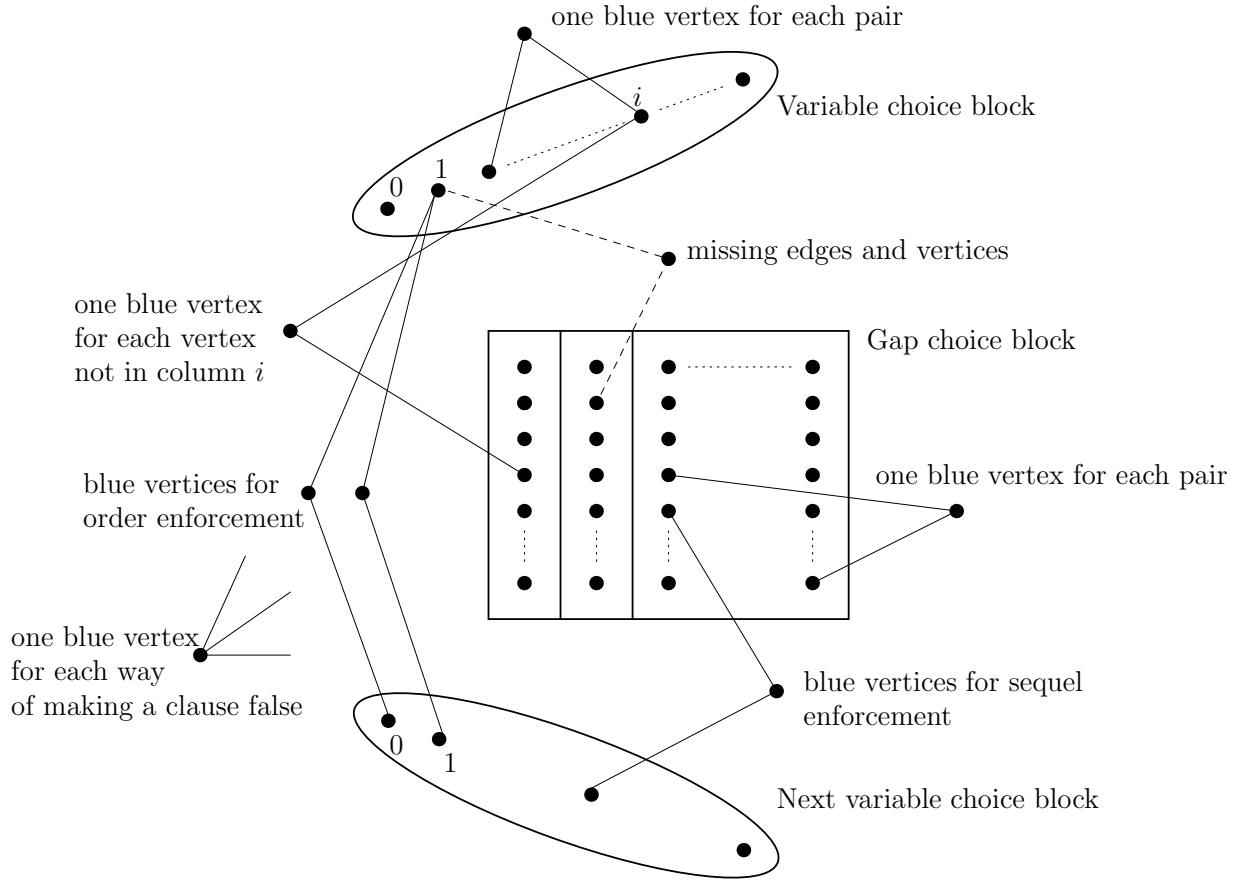 one blue vertex for each pair
i
Variable choice block
1
0
missing edges and vertices
one blue vertex
for each vertex
not in column i
Gap choice block
blue vertices for
order enforcement
one blue vertex for each pair
one blue vertex
for each way
of making a clause false
blue vertices for sequel
enforcement
0
1
Next variable choice block